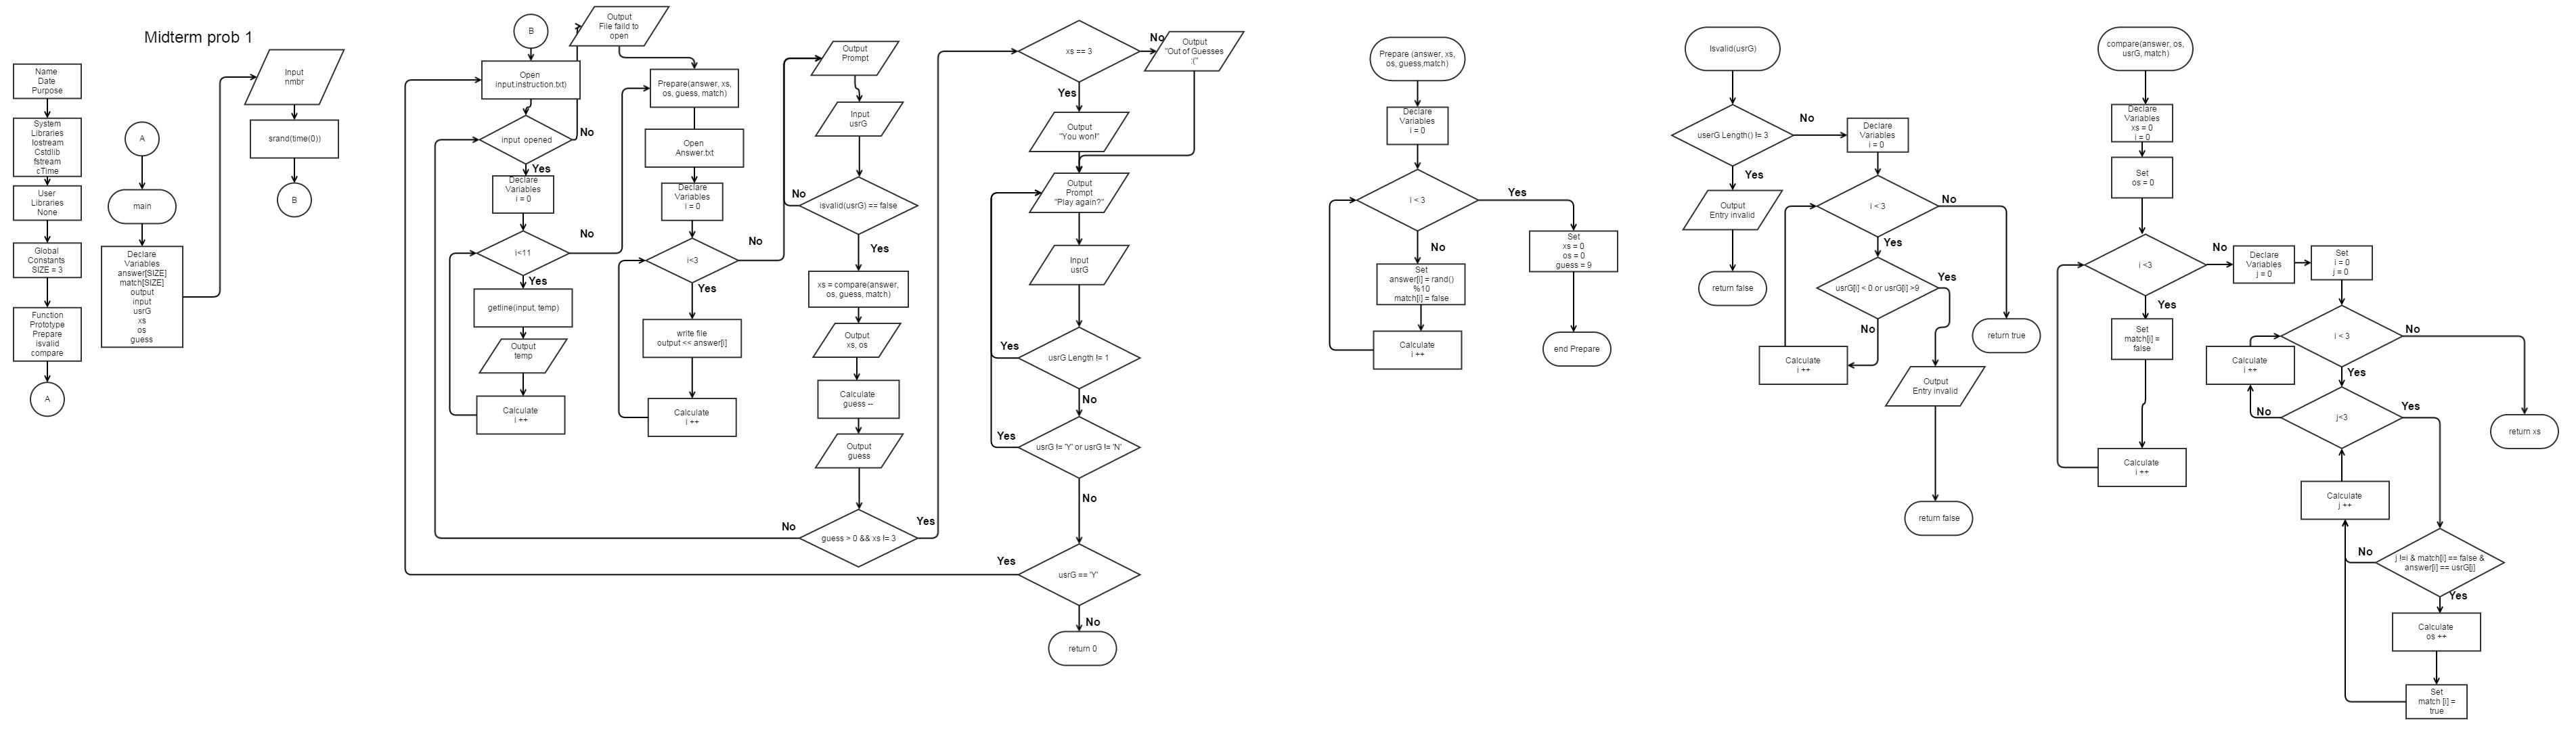 Midterm prob 1
Name
Date
Purpose
System
Libraries
Iostream
Cstdlib
fstream
cTime
User
Libraries
None
Global
Constants
SIZE = 3
Function
Prototype
Prepare
isvalid
compare
A
A
main
Declare
Variables
answer[SIZE]
match[SIZE]
output
input
usrG
xs
os
guess
Input
nmbr
srand(time(0))
B
B
Open
input.instruction.txt)
input opened
No
Yes
Output
File faild to
open
Declare
Variables
i = 0
i<11
No
Yes
getline(input, temp)
Output
temp
Calculate
i ++
Prepare(answer, xs,
os, guess, match)
Open
Answer.txt
Declare
Variables
i = 0
i<3
No
Yes
write file
output << answer[i]
Calculate
i ++
Output
Prompt
Input
usrG
No
isvalid(usrG) == false
Yes
xs = compare(answer,
os, guess, match)
Output
xs, os
Calculate
guess --
Output
guess
No
guess > 0 && xs != 3
Yes
xs == 3
No
Output
"Out of Guesses
:("
Yes
Output
"You won!"
Output
Prompt
"Play again?"
Input
usrG
Yes
usrG Length != 1
No
Yes
usrG != 'Y' or usrG != 'N'
No
Yes
usrG == 'Y'
No
return 0
Prepare (answer, xs,
os, guess,match)
Declare
Variables
i = 0
i < 3
Yes
No
Set
answer[i] = rand()
%10
match[i] = false
Calculate
i ++
Set
xs = 0
os = 0
guess = 9
end Prepare
Isvalid(usrG)
userG Length() != 3
No
Yes
Output
Entry invalid
return false
Declare
Variables
i = 0
i < 3
No
Yes
usrG[i] < 0 or usrG[i] >9
Yes
No
Calculate
i ++
return true
Output
Entry invalid
return false
compare(answer, os,
usrG, match)
Declare
Variables
xs = 0
i = 0
Set
os = 0
i <3
No
Yes
Set
match[i] =
false
Calculate
i ++
Declare
Variables
j = 0
Set
i = 0
j = 0
i < 3
No
Yes
Calculate
i ++
No
j<3
Yes
return xs
Calculate
j ++
No
j !=i & match[i] == false &
answer[i] == usrG[j]
Yes
Calculate
os ++
Set
match [i] =
true